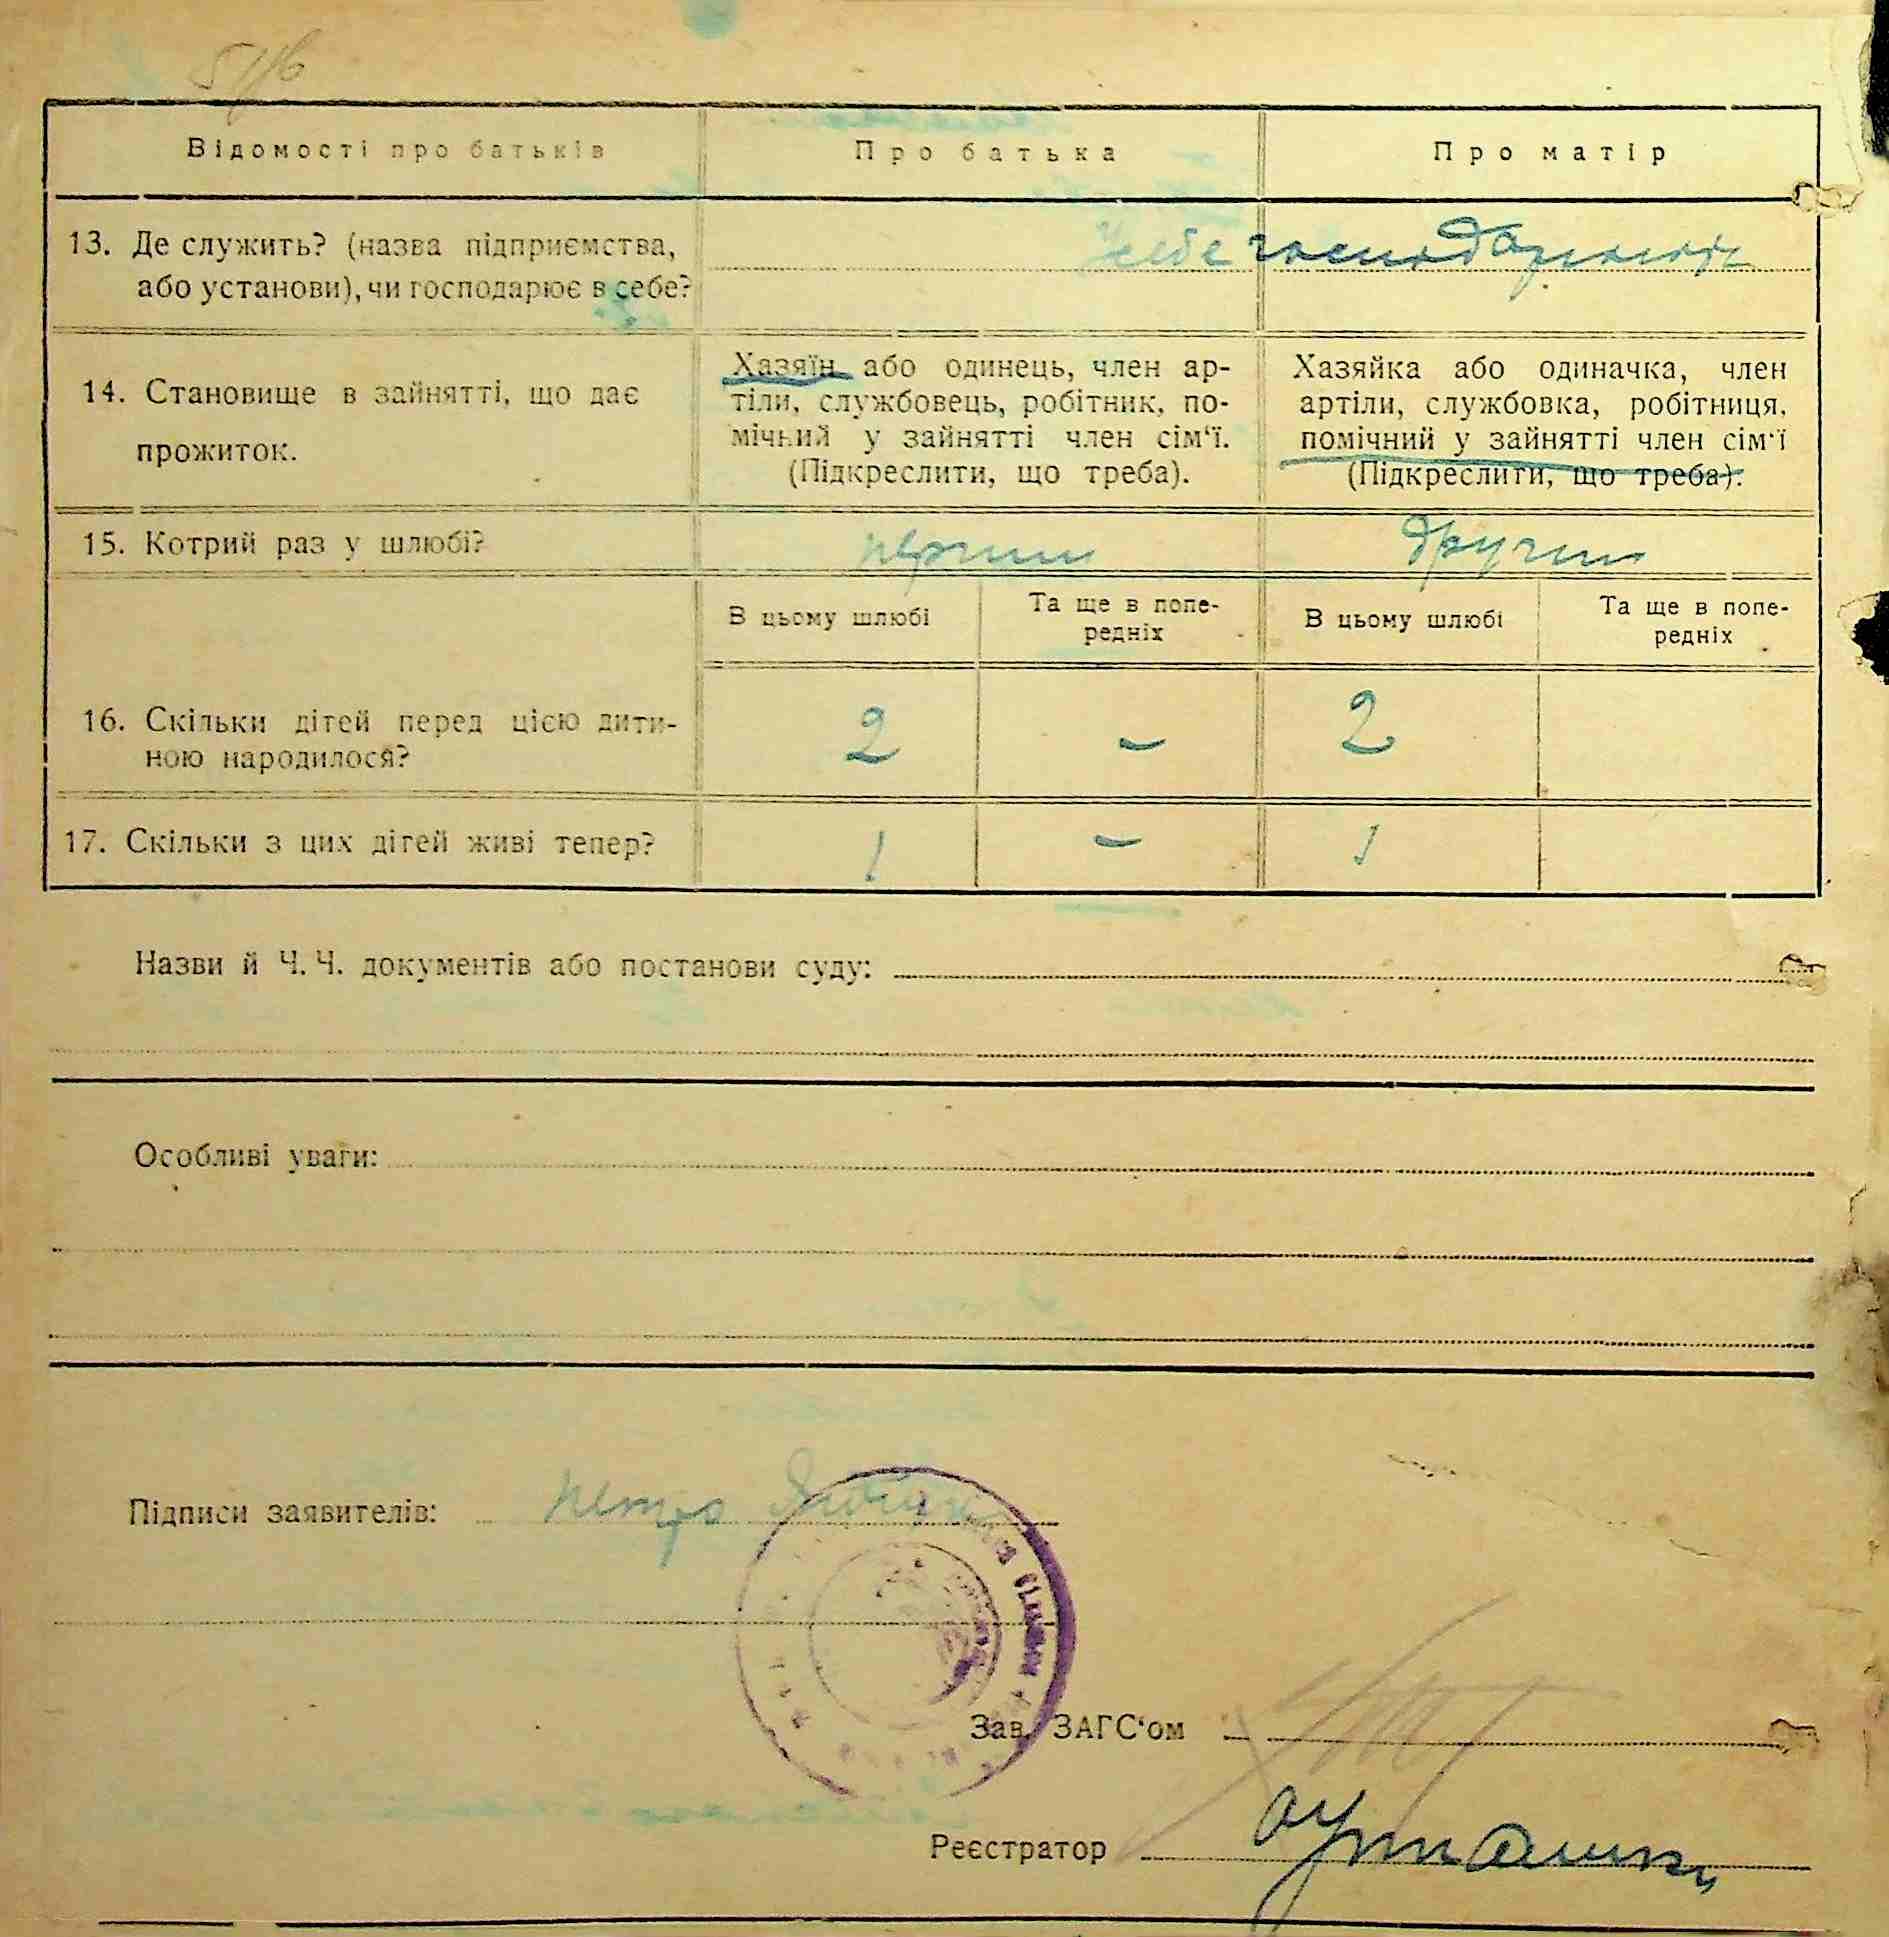 51/6
Відомості про батьків
Про батька
Про матір
13. Де служить? (назва підприємства,
або установи), чи господарює в себе?
себе господарюють
14. Становище в зайнятті, що дає
прожиток.
Хазяїн або одинець, член ар-
тіли, службовець, робітник, по-
мічний у зайнятті член сім‘ї.
(Підкреслити, що треба).
Хазяйка або одиначка, член
артіли, службовка, робітниця,
помічний у зайнятті член сім‘ї
(Підкреслити, що треба).
15. Котрий раз у шлюбі?
перший
другий
В цьому шлюбі
Та ще в попе-
редніх
В цьому шлюбі
Та ще в попе-
редніх
16. Скільки дітей перед цією дити-
ною народилося?
2
-
2
17. Скільки з цих дітей живі тепер?
1
-
1
Назви й Ч. Ч. документів або постанови суду:
Особливі уваги:
Підписи заявителів: Петро
Зав. ЗАГС‘ом
Реєстратор